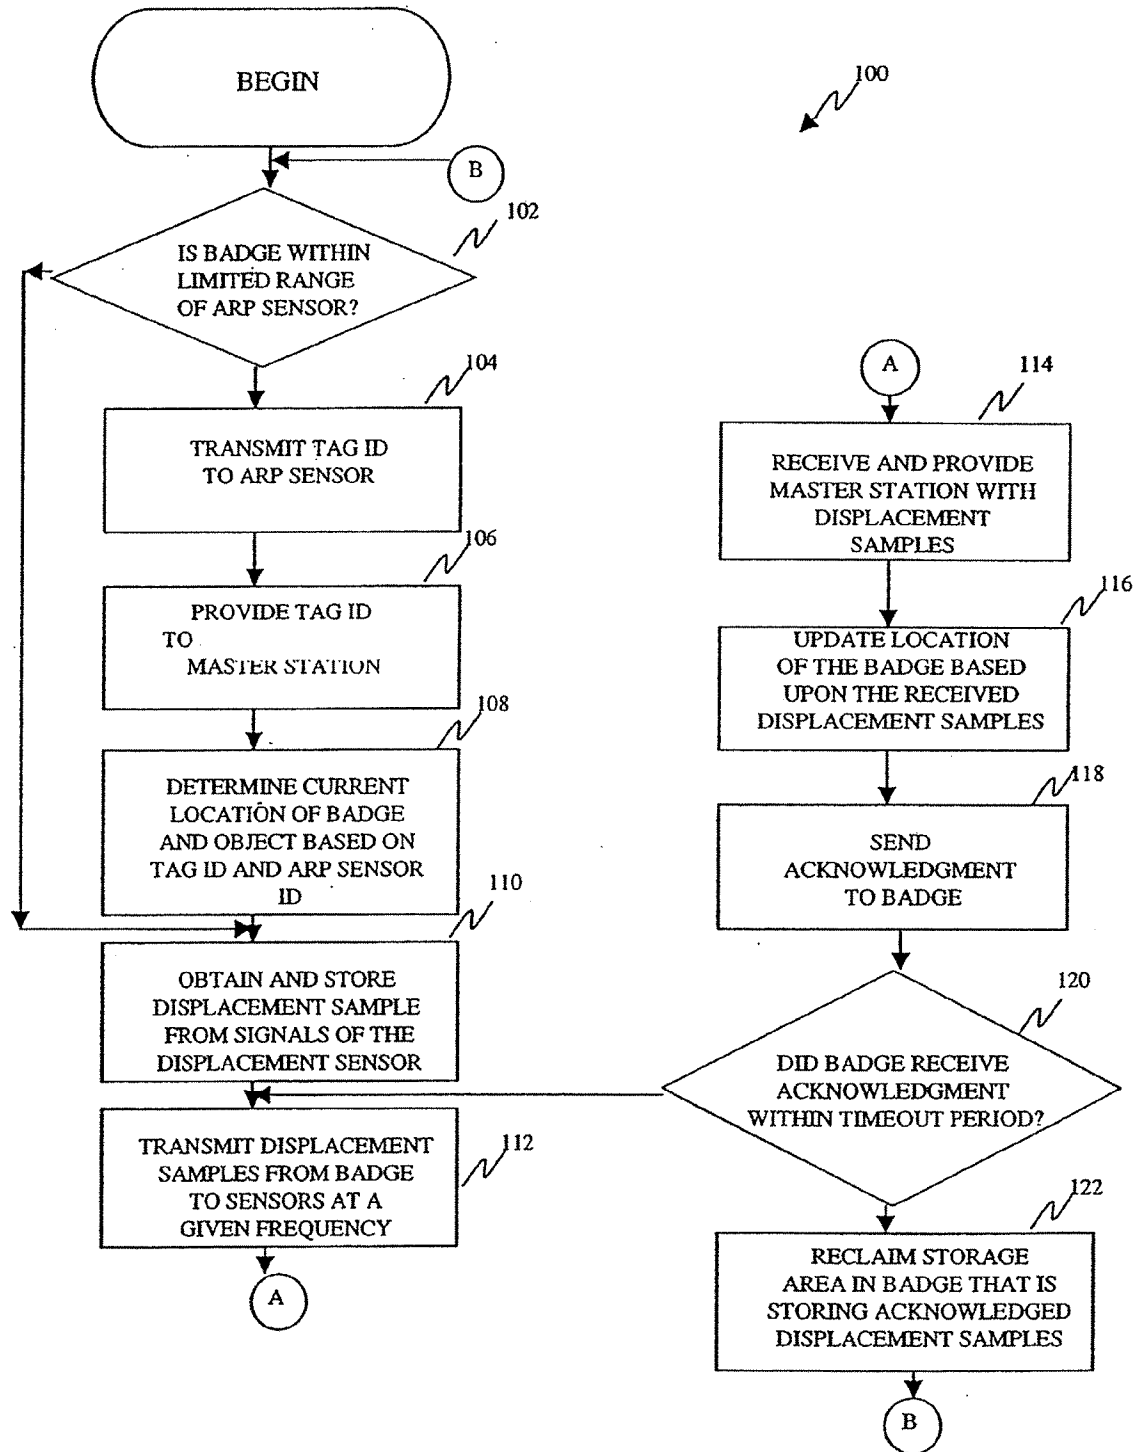 BEGIN
100
B
102
IS BADGE WITHIN
LIMITED RANGE
OF ARP SENSOR?
104
TRANSMIT TAG ID
TO ARP SENSOR
106
PROVIDE TAG ID
TO
MASTER STATION
108
DETERMINE CURRENT
LOCATION OF BADGE
AND OBJECT BASED ON
TAG ID AND ARP SENSOR
ID
110
OBTAIN AND STORE
DISPLACEMENT SAMPLE
FROM SIGNALS OF THE
DISPLACEMENT SENSOR
112
TRANSMIT DISPLACEMENT
SAMPLES FROM BADGE
TO SENSORS AT A
GIVEN FREQUENCY
A
A
114
RECEIVE AND PROVIDE
MASTER STATION WITH
DISPLACEMENT
SAMPLES
116
UPDATE LOCATION
OF THE BADGE BASED
UPON THE RECEIVED
DISPLACEMENT SAMPLES
118
SEND
ACKNOWLEDGMENT
TO BADGE
120
DID BADGE RECEIVE
ACKNOWLEDGMENT
WITHIN TIMEOUT PERIOD?
122
RECLAIM STORAGE
AREA IN BADGE THAT IS
STORING ACKNOWLEDGED
DISPLACEMENT SAMPLES
B